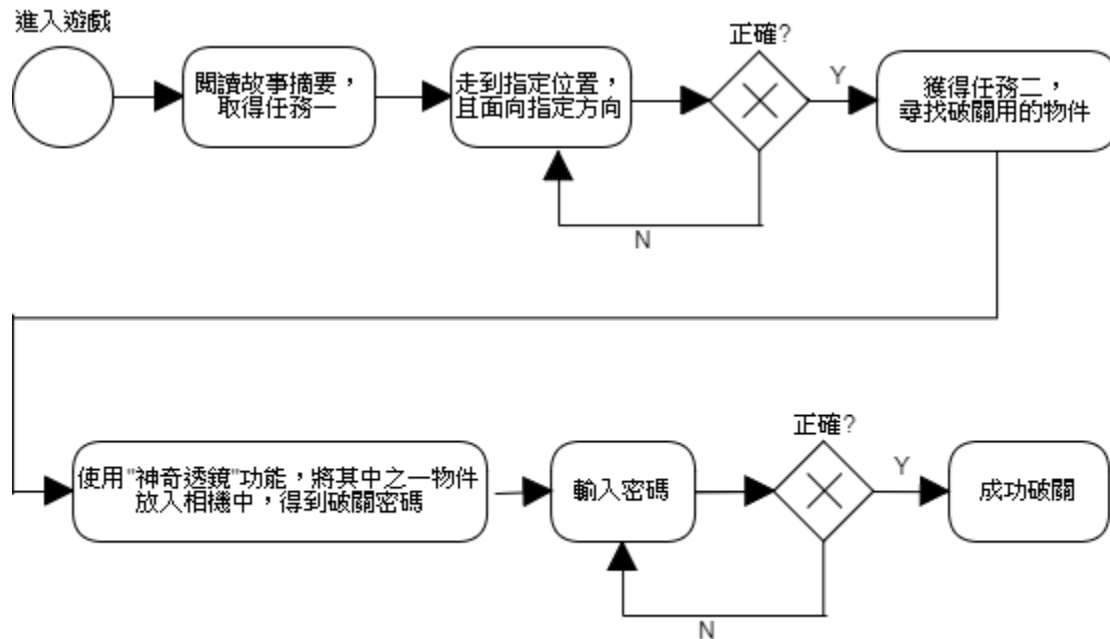 進入遊戲
閱讀故事摘要，
取得任務一
走到指定位置，
且面向指定方向
正確?
Y
N
獲得任務二，
尋找破關用的物件
使用"神奇透鏡"功能，將其中之一物件
放入相機中，得到破關密碼
輸入密碼
正確?
Y
N
成功破關